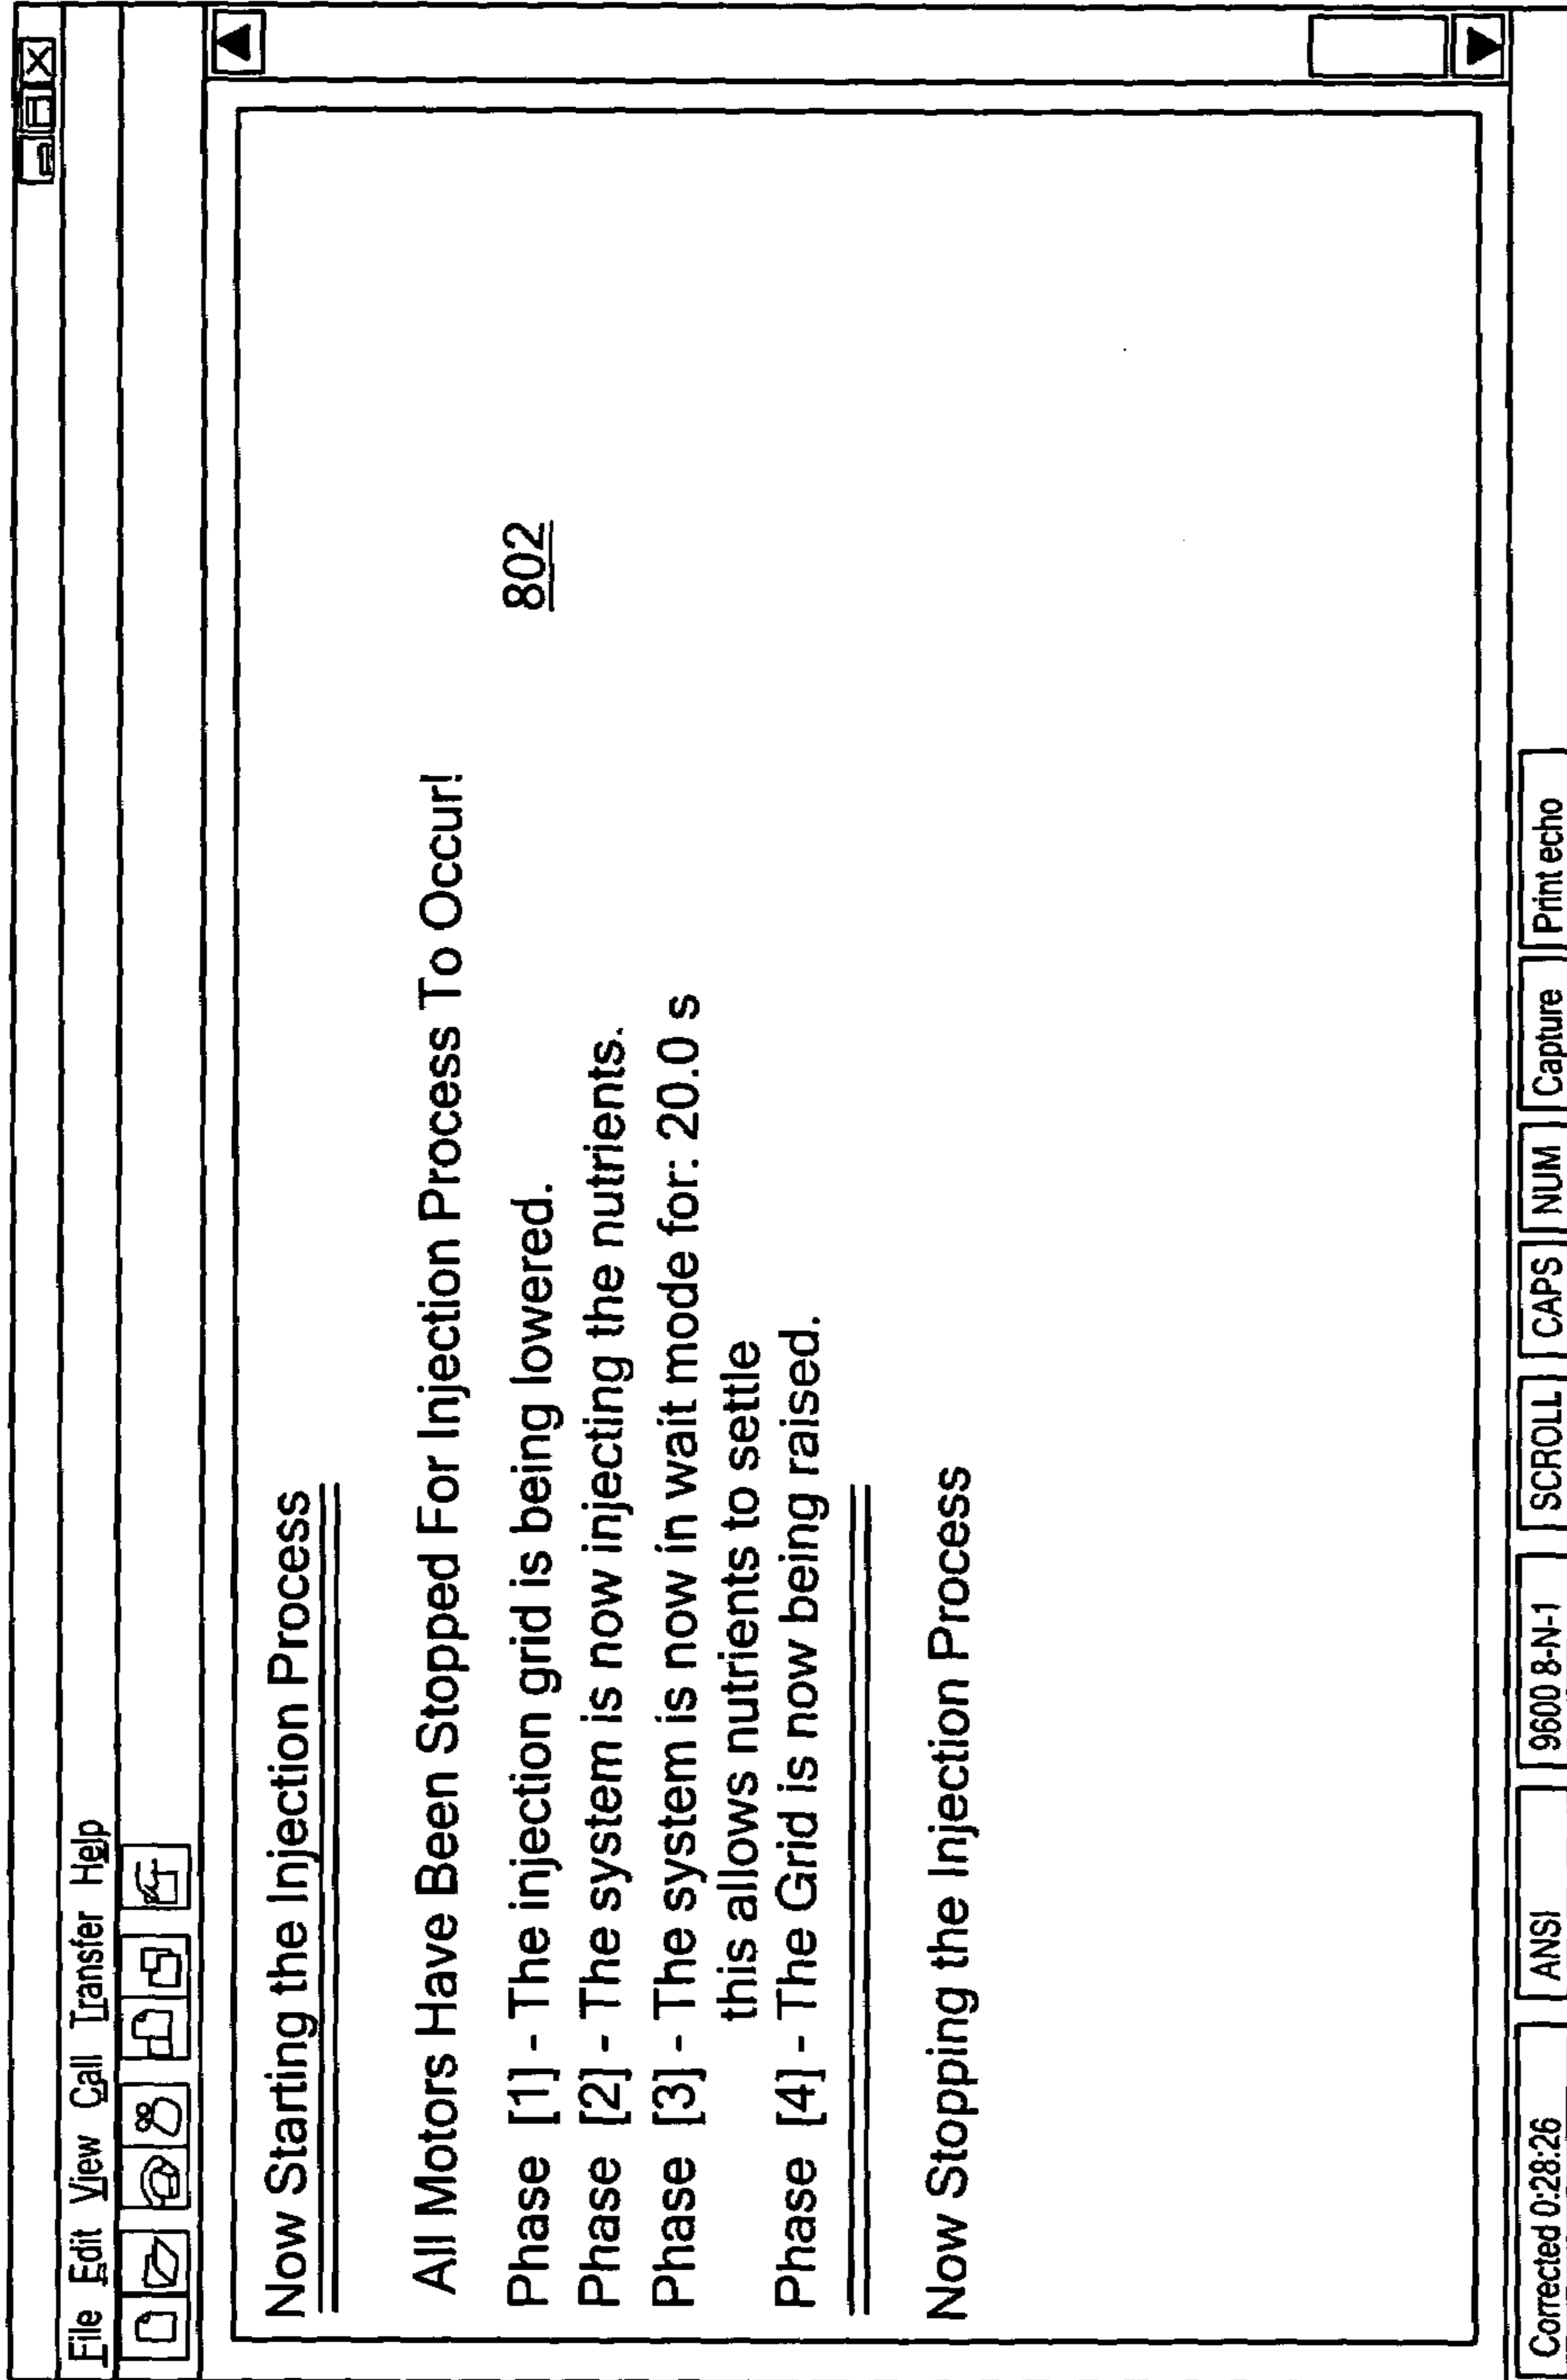 File Edit View Call Transfer Help
Now Starting the Injection Process
All Motors Have Been Stopped For Injection Process To Occur!
Phase [1] - The injection grid is being lowered. 802
Phase [2] - The system is now injecting the nutrients.
Phase [3] - The system is now in wait mode for: 20.0 s
this allows nutrients to settle
Phase [4] - The Grid is now being raised.
Now Stopping the Injection Process
Corrected 0:28:26 ANSI 9600 8-N-1 SCROLL CAPS NUM Capture Print echo